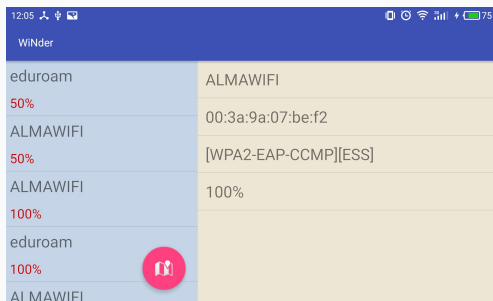 12:05
75
WiNder
eduroam
50%
ALMAWIFI
50%
ALMAWIFI
100%
eduroam
100%
ALMAWIFI
ALMAWIFI
00:3a:9a:07:be:f2
[WPA2-EAP-CCMP][ESS]
100%